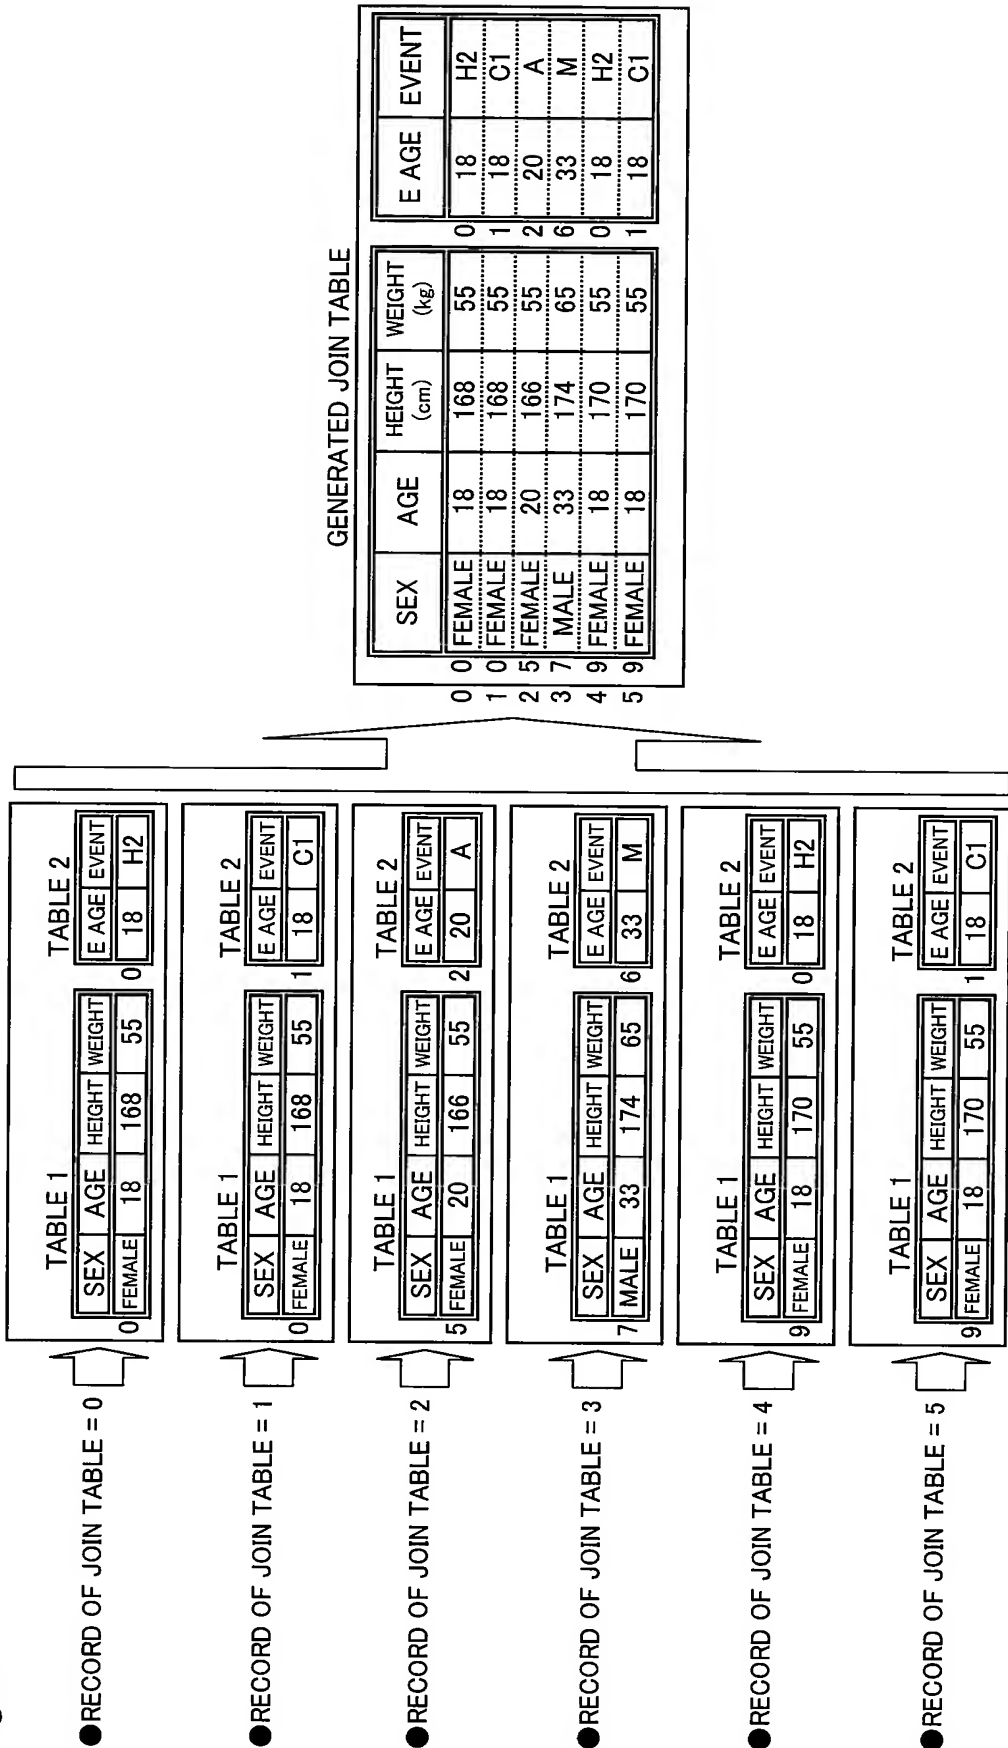 ●RECORD OF JOIN TABLE = 0
TABLE 1 TABLE 2
SEX AGE HEIGHT WEIGHT E AGE EVENT
0 FEMALE 18 168 55 0 18 H2
●RECORD OF JOIN TABLE = 1
TABLE 1 TABLE 2
SEX AGE HEIGHT WEIGHT E AGE EVENT
0 FEMALE 18 168 55 1 18 C1
●RECORD OF JOIN TABLE = 2
TABLE 1 TABLE 2
SEX AGE HEIGHT WEIGHT E AGE EVENT
5 FEMALE 20 166 55 2 20 A
●RECORD OF JOIN TABLE = 3
TABLE 1 TABLE 2
SEX AGE HEIGHT WEIGHT E AGE EVENT
7 MALE 33 174 65 6 33 M
●RECORD OF JOIN TABLE = 4
TABLE 1 TABLE 2
SEX AGE HEIGHT WEIGHT E AGE EVENT
9 FEMALE 18 170 55 0 18 H2
●RECORD OF JOIN TABLE = 5
TABLE 1 TABLE 2
SEX AGE HEIGHT WEIGHT E AGE EVENT
9 FEMALE 18 170 55 1 18 C1
GENERATED JOIN TABLE
SEX AGE HEIGHT WEIGHT E AGE EVENT
(cm) (kg)
0 0 FEMALE 18 168 55 0 18 H2
1 0 FEMALE 18 168 55 1 18 C1
2 5 FEMALE 20 166 55 2 20 A
3 7 MALE 33 174 65 6 33 M
4 9 FEMALE 18 170 55 0 18 H2
5 9 FEMALE 18 170 55 1 18 C1